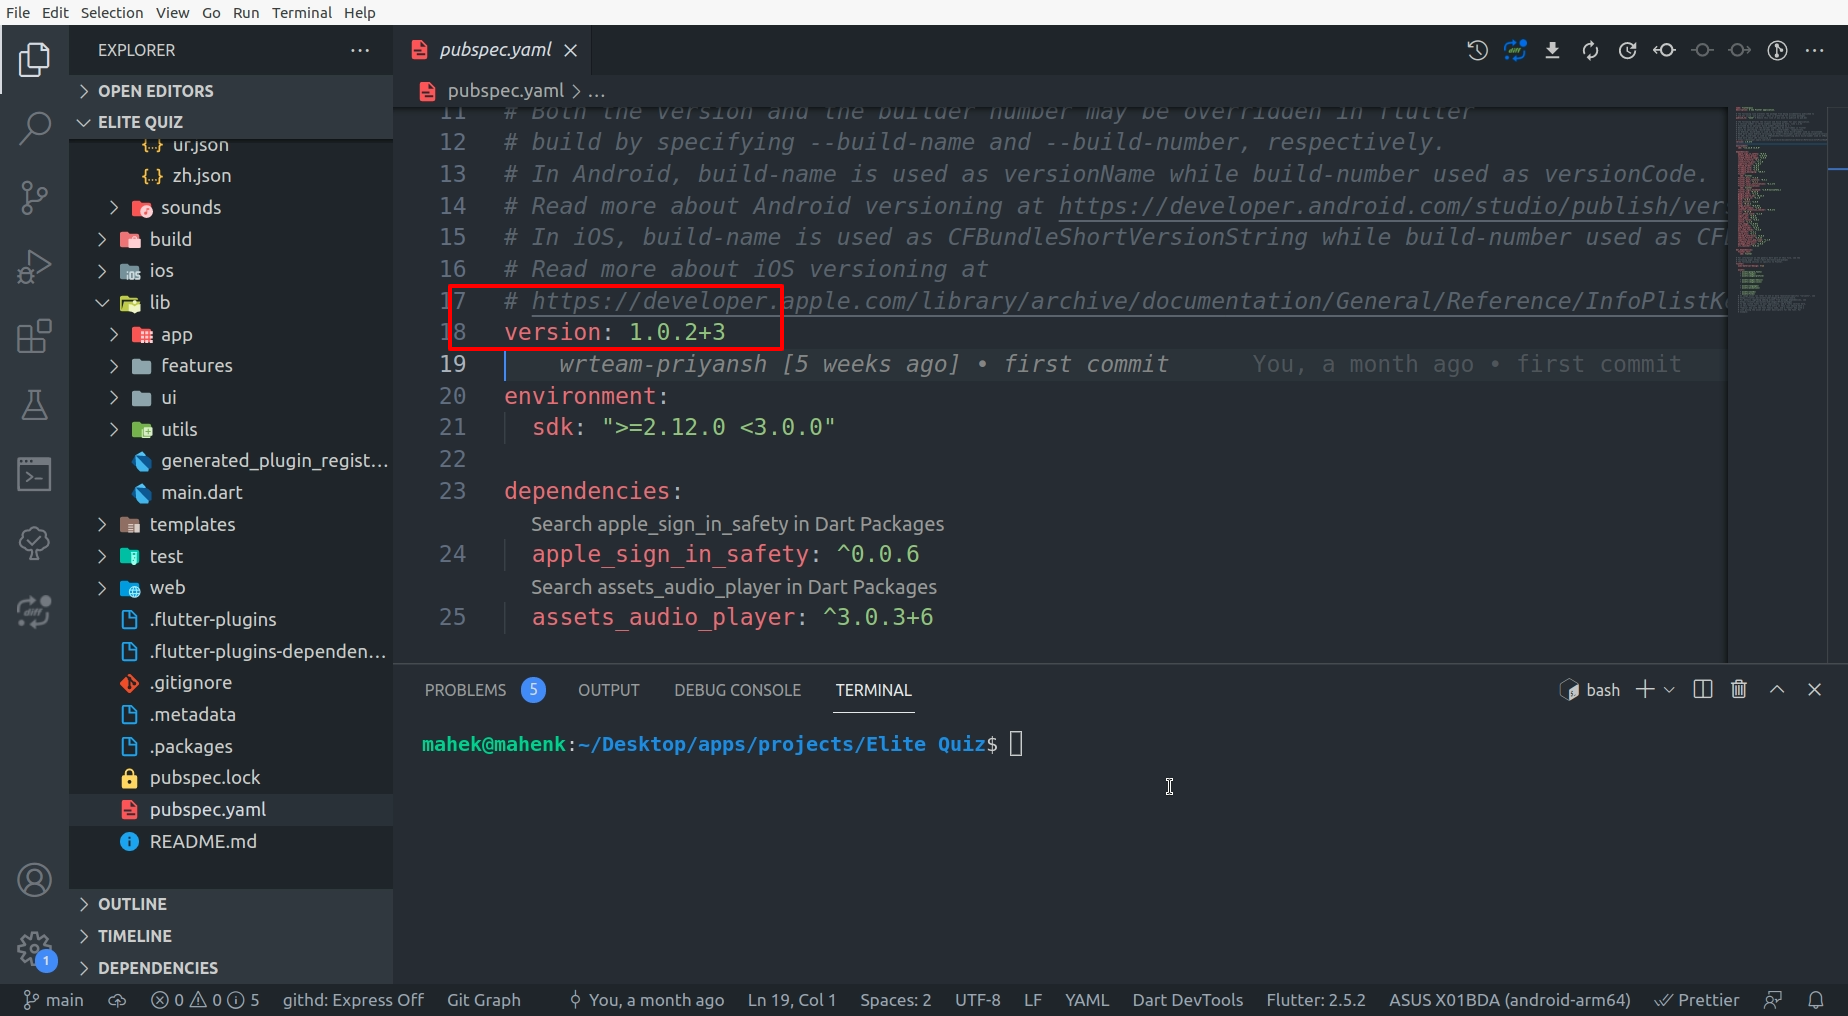 File Edit Selection View Go Run Terminal Help
EXPLORER
OPEN EDITORS
ELITE QUIZ
ur.json
zh.json
sounds
build
ios
lib
app
features
ui
utils
generated_plugin_regist...
main.dart
templates
test
web
.flutter-plugins
.flutter-plugins-dependen...
.gitignore
.metadata
.packages
pubspec.lock
pubspec.yaml
README.md
OUTLINE
TIMELINE
DEPENDENCIES
1
pubspec.yaml
pubspec.yaml > ...
11 # Both the version and the builder number may be overridden in flutter
12 # build by specifying --build-name and --build-number, respectively.
13 # In Android, build-name is used as versionName while build-number used as versionCode.
14 # Read more about Android versioning at https://developer.android.com/studio/publish/vers
15 # In iOS, build-name is used as CFBundleShortVersionString while build-number used as CF
16 # Read more about iOS versioning at
17 # https://developer.apple.com/library/archive/documentation/General/Reference/InfoPlistK
18 version: 1.0.2+3
19 wrteam-priyansh [5 weeks ago] • first commit You, a month ago • first commit
20 environment:
21 sdk: ">=2.12.0 <3.0.0"
22
23 dependencies:
Search apple_sign_in_safety in Dart Packages
24 apple_sign_in_safety: ^0.0.6
Search assets_audio_player in Dart Packages
25 assets_audio_player: ^3.0.3+6
PROBLEMS 5 OUTPUT DEBUG CONSOLE TERMINAL bash
mahek@mahenk:~/Desktop/apps/projects/Elite Quiz$
main 0 0 5 githd: Express Off Git Graph You, a month ago Ln 19, Col 1 Spaces: 2 UTF-8 LF YAML Dart DevTools Flutter: 2.5.2 ASUS X01BDA (android-arm64) Prettier